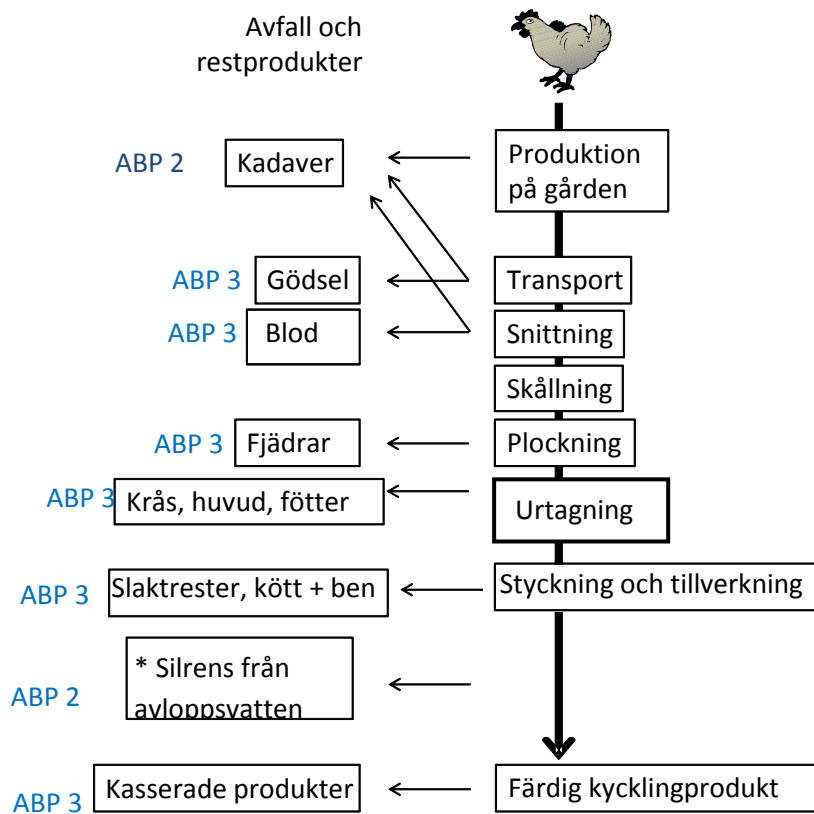 Avfall och
restprodukter
ABP 2
Kadaver
Produktion
på gården
ABP 3
Gödsel
Transport
ABP 3
Blod
Snittning
Skållning
ABP 3
Fjädrar
Plockning
ABP 3
Krås, huvud, fötter
Urtagning
ABP 3
Slaktrester, kött + ben
Styckning och tillverkning
ABP 2
* Silrens från
avloppsvatten
ABP 3
Kasserade produkter
Färdig kycklingprodukt